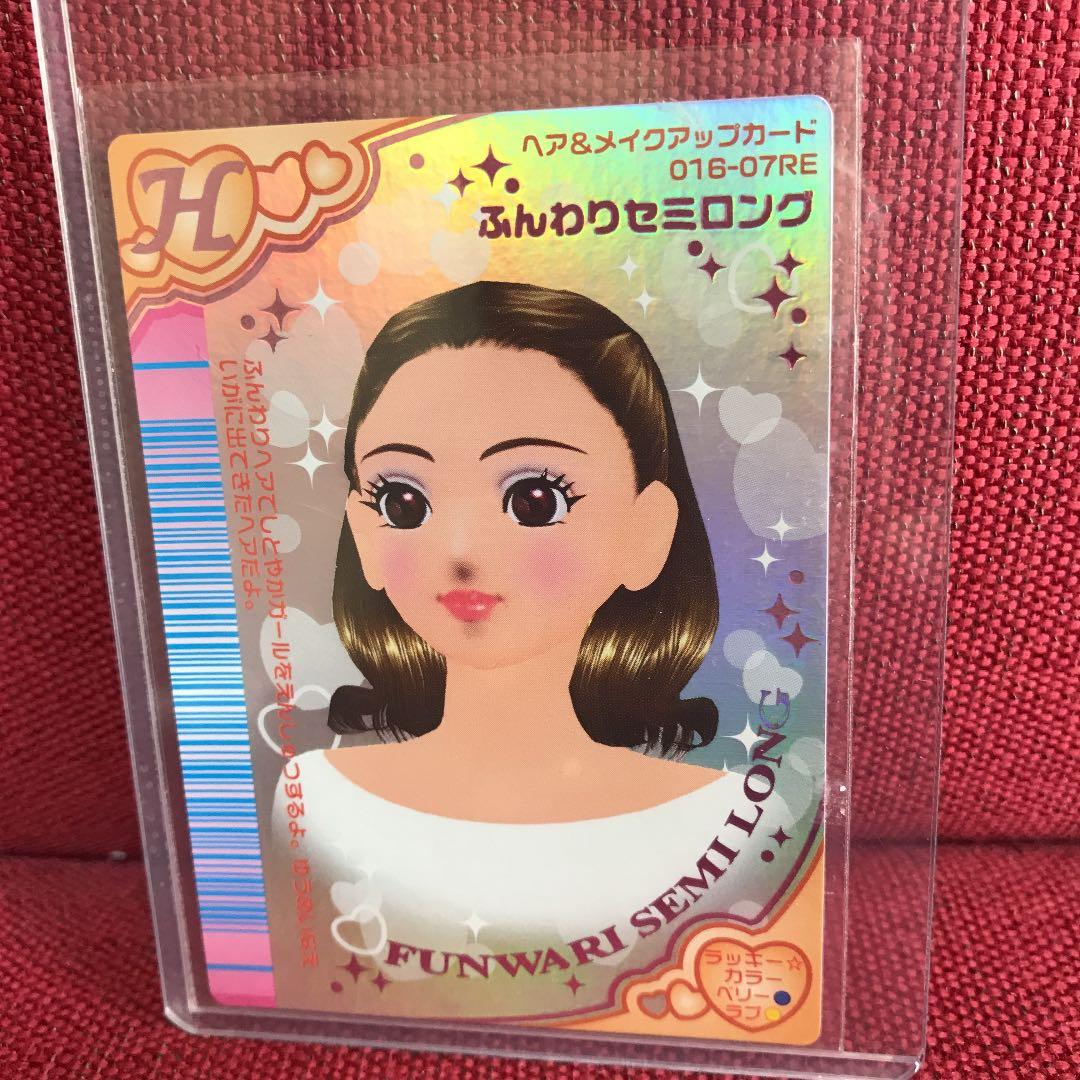 H
ヘア&メイクアップカード
016-07RE
ふんわりセミロング
ふんわりヘアでしとやかガールをえんしゅつするよ。ゆうめい
いがに出てきたヘアだよ。
FUNWARI SEMI LONG
ラッキー☆
カラー
ベリー
ラブ